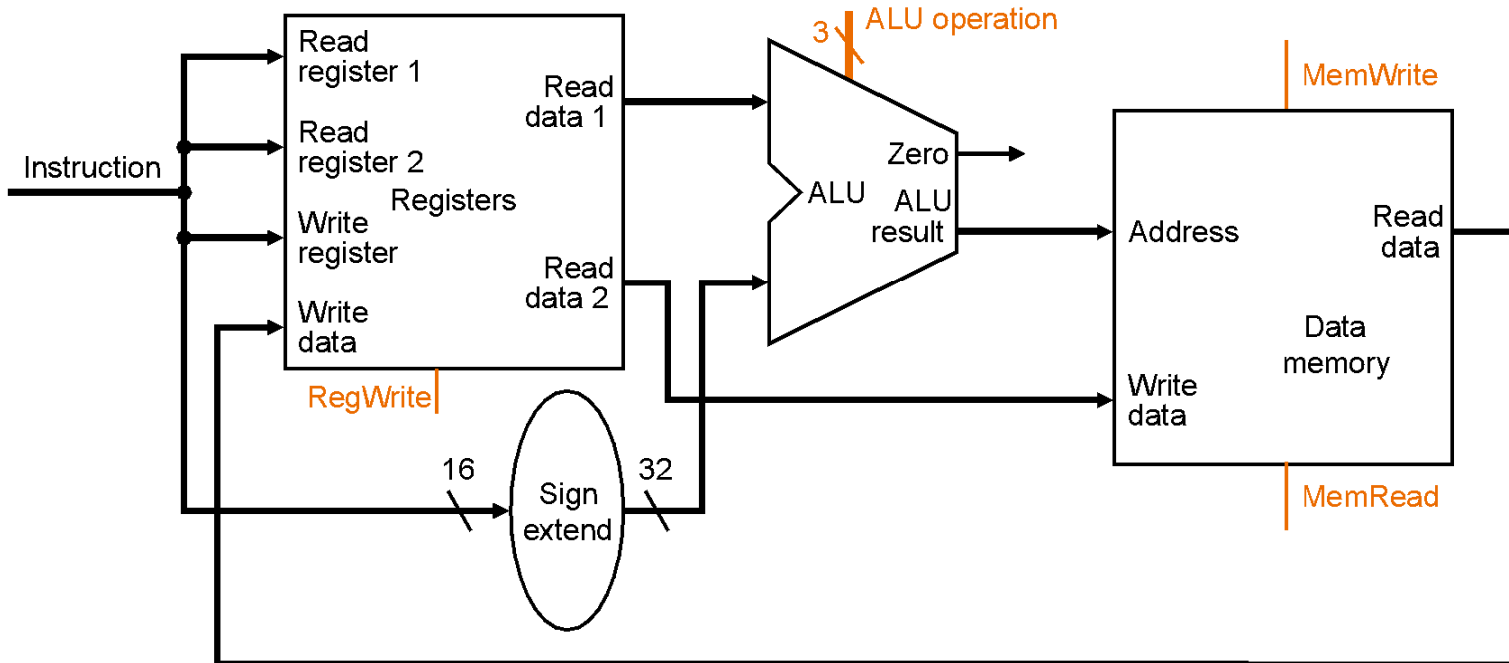 Instruction
Read
register 1
Read
register 2
Registers
Write
register
Write
data
Read
data 1
Read
data 2
RegWrite
16
Sign
extend
32
3
ALU operation
Zero
ALU
ALU
result
MemWrite
Address
Read
data
Data
memory
Write
data
MemRead